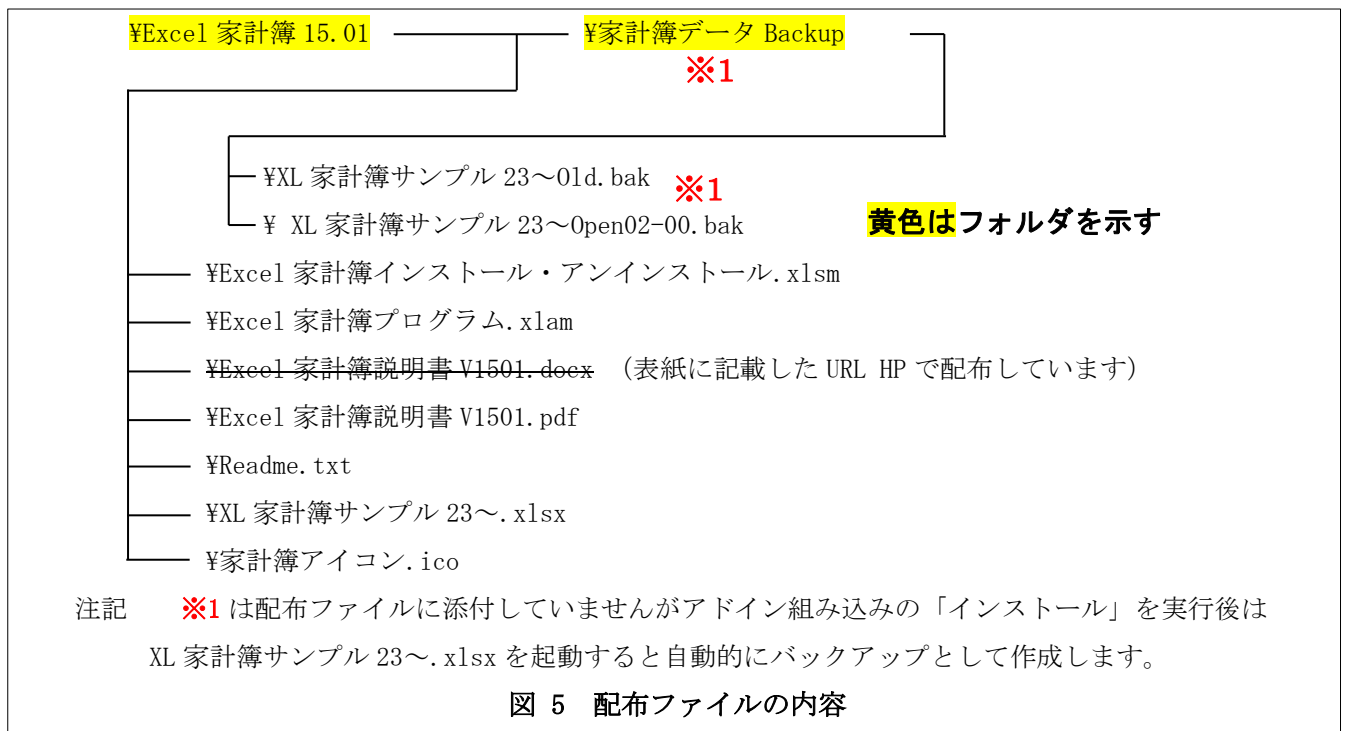 ¥Excel 家計簿 15.01 ¥家計簿データ Backup
※1
¥XL 家計簿サンプル 23～Old.bak ※1
¥ XL 家計簿サンプル 23～Open02-00.bak 黄色はフォルダを示す
¥Excel 家計簿インストール・アンインストール.xlsm
¥Excel 家計簿プログラム.xlam
¥Excel 家計簿説明書 V1501.docx (表紙に記載した URL HP で配布しています)
¥Excel 家計簿説明書 V1501.pdf
¥Readme.txt
¥XL 家計簿サンプル 23～.xlsx
¥家計簿アイコン.ico
注記 ※1 は配布ファイルに添付していませんがアドイン組み込みの「インストール」を実行後は
XL 家計簿サンプル 23～.xlsx を起動すると自動的にバックアップとして作成します。
図 5 配布ファイルの内容